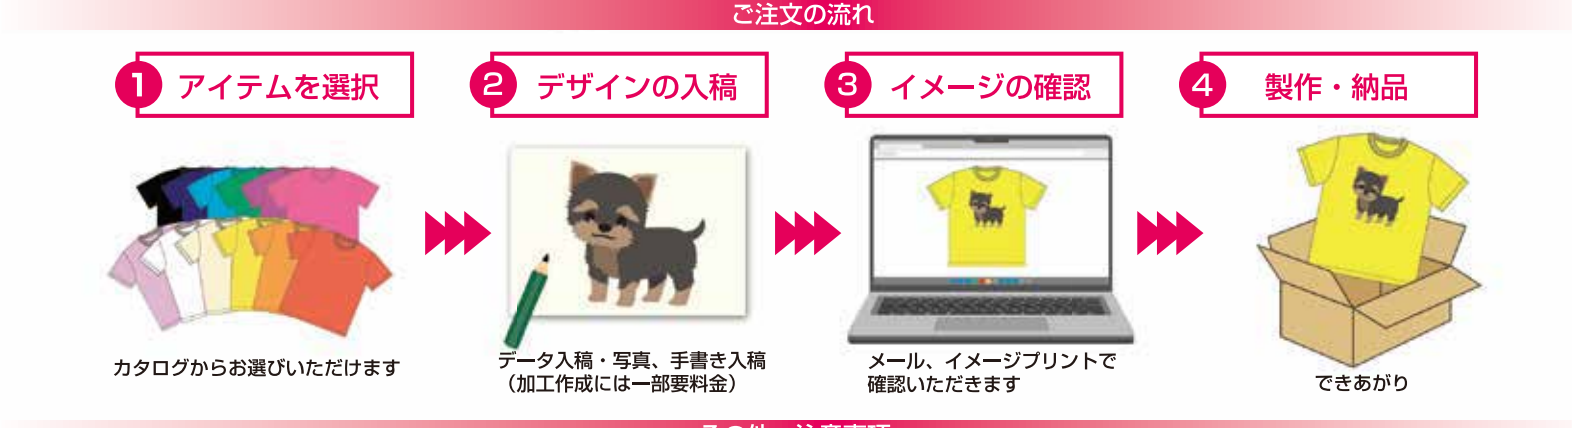 ご注文の流れ
1 アイテムを選択
2 デザインの入稿
3 イメージの確認
4 製作・納品
カタログからお選びいただけます
データ入稿・写真、手書き入稿
（加工作成には一部要料金）
メール、イメージプリントで
確認いただきます
できあがり